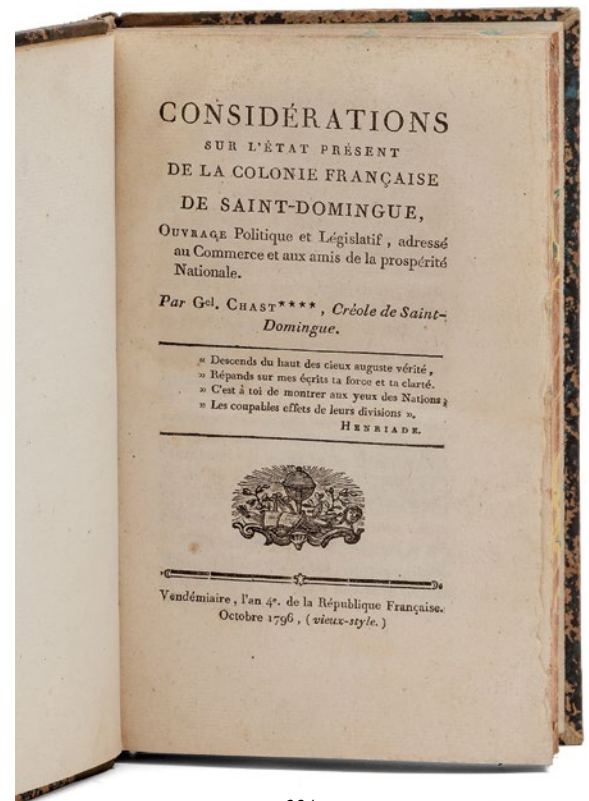 CONSIDÉRATIONS
SUR L'ÉTAT PRÉSENT
DE LA COLONIE FRANÇAISE
DE SAINT-DOMINGUE,
OUVRAGE Politique et Législatif, adressé
au Commerce et aux amis de la prospérité
Nationale.
Par Gel. CHAST****, Créole de Saint-
Domingue.
« Descends du haut des cieux auguste vérité,
» Répands sur mes écrits ta force et ta clarté.
» C'est à toi de montrer aux yeux des Nations,
» Les coupables effets de leurs divisions ».
HENRIADE.
Vendémiaire, l'an 4e. de la République Française.
Octobre 1796, (vieux-style.)